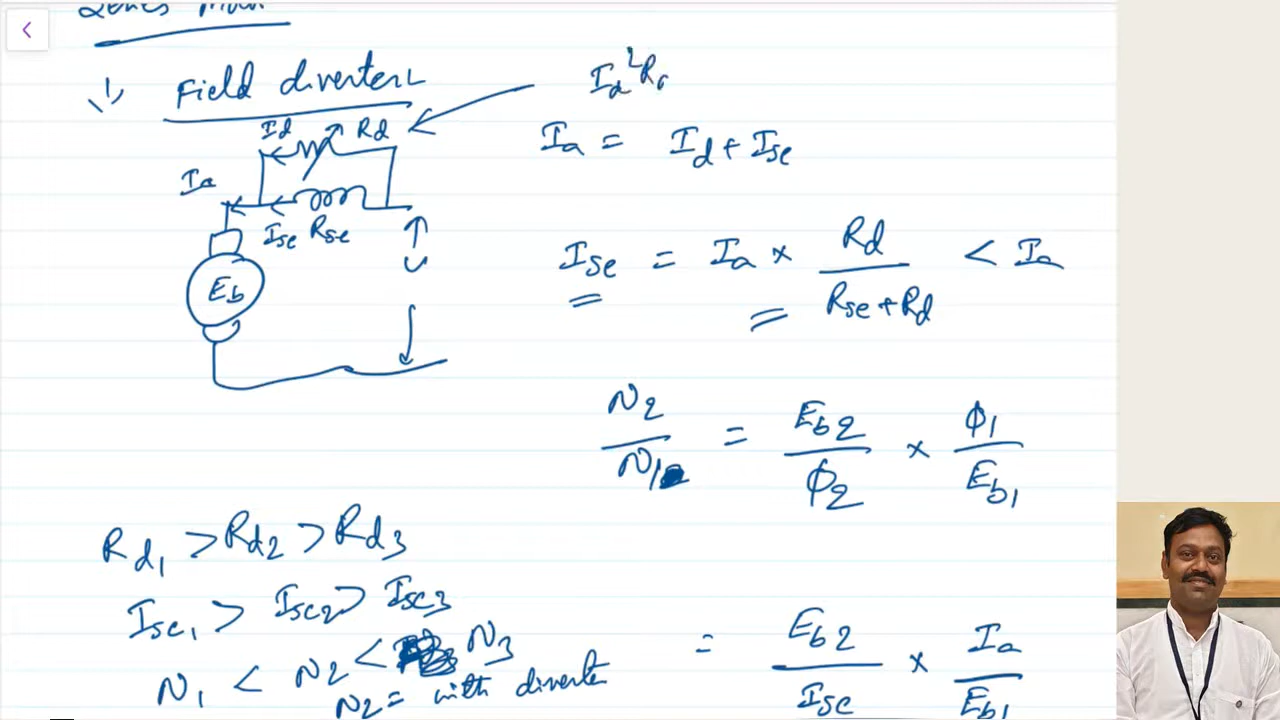 Field diverter
Id Rd
Ia
Ise Rse
Eb
Id²R
Ia = Id + Ise
Ise = Ia × Rd / (Rse + Rd) < Ia
N2 / N1 = Eb2 / ϕ2 × ϕ1 / Eb1
Rd1 > Rd2 > Rd3
Ise1 > Ise2 > Ise3
N1 < N2 < N3
N2 = with diverter
= Eb2 / Ise × Ia / Eb1